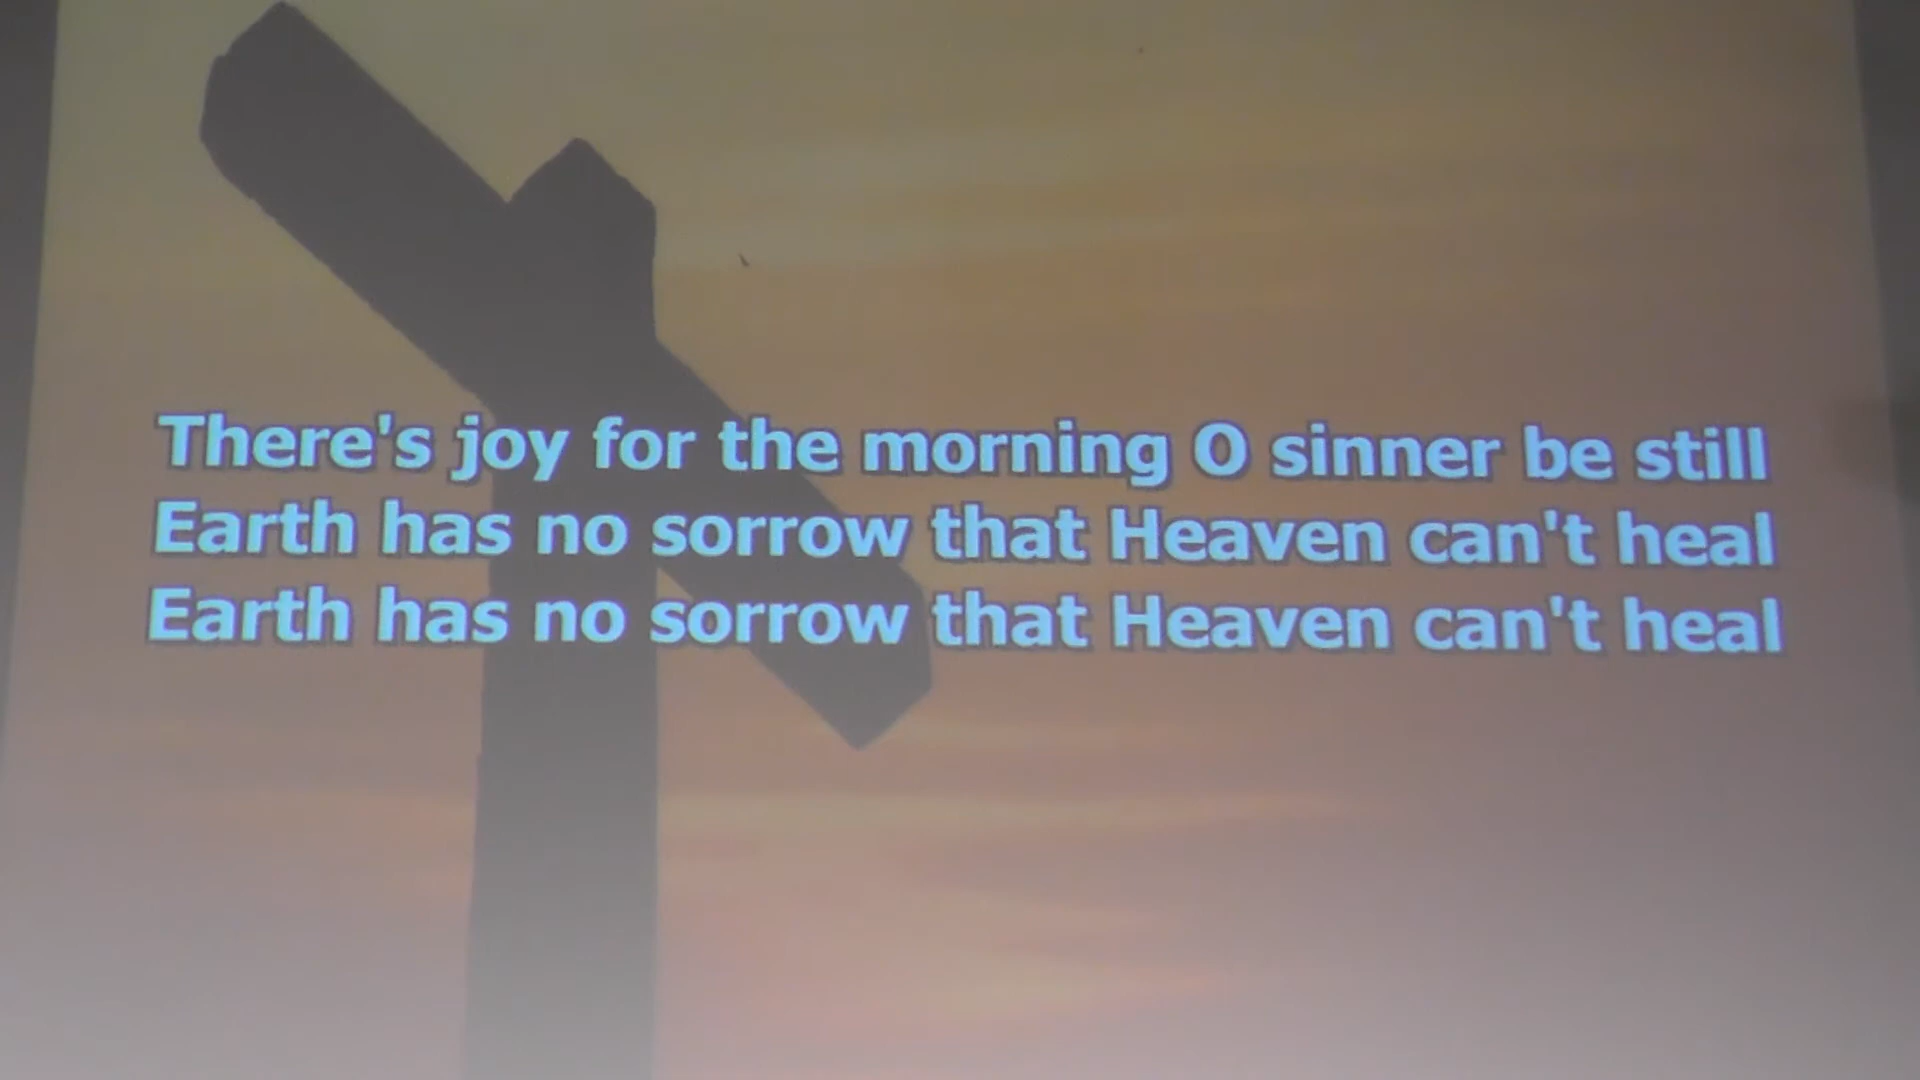 There's joy for the morning O sinner be still
Earth has no sorrow that Heaven can't heal
Earth has no sorrow that Heaven can't heal